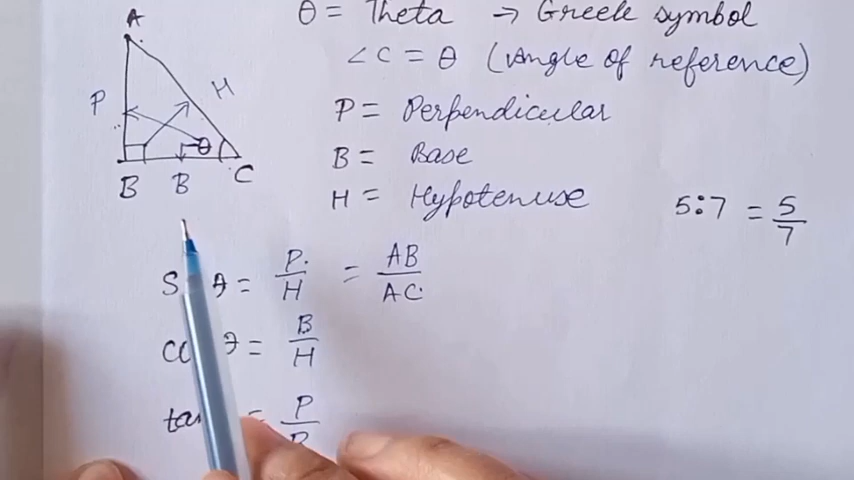 θ = Theta → Greek symbol
A
∠C = θ (Angle of reference)
P H
P = Perpendicular
θ
B = Base
B B C
H = Hypotenuse
5:7 = 5/7
= P/H = AB/AC
= B/H
= P/